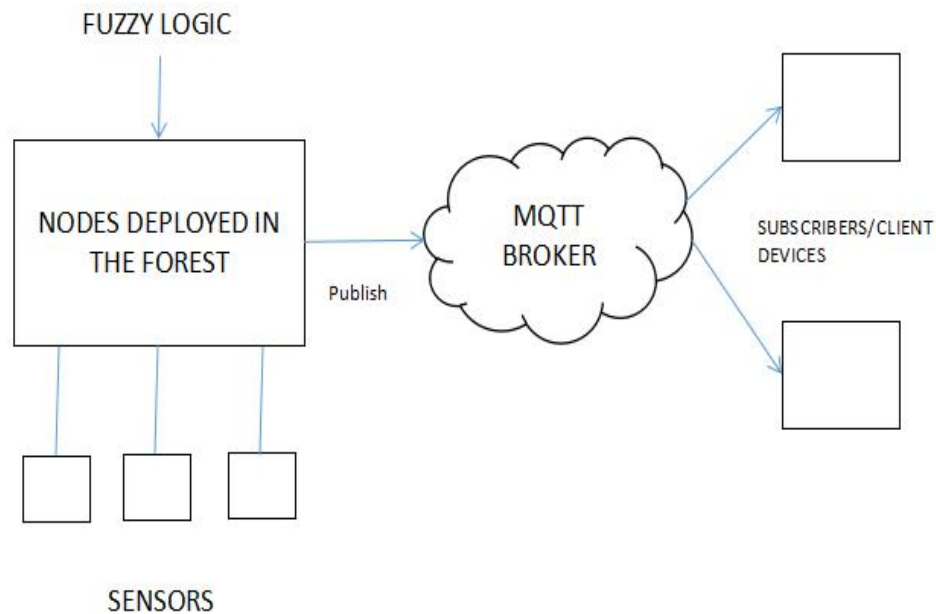 FUZZY LOGIC
NODES DEPLOYED IN
THE FOREST
Publish
MQTT
BROKER
SUBSCRIBERS/CLIENT
DEVICES
SENSORS